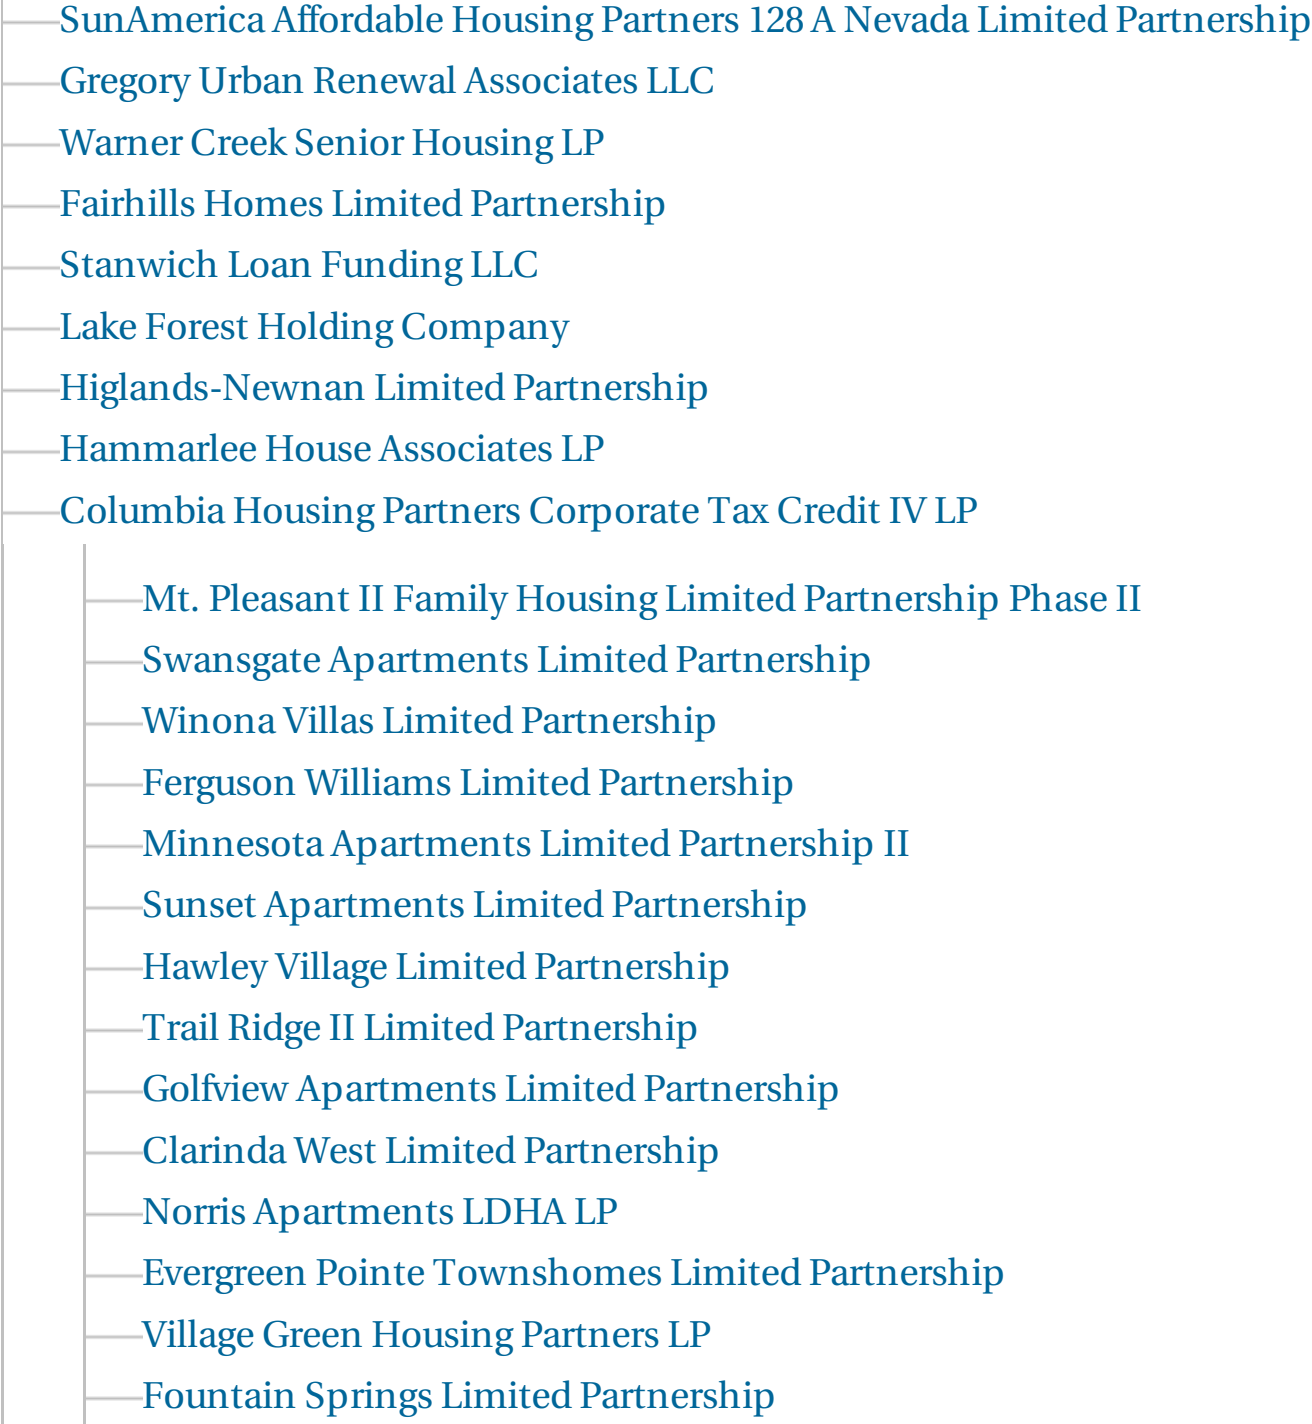 SunAmerica Affordable Housing Partners 128 A Nevada Limited Partnership
Gregory Urban Renewal Associates LLC
Warner Creek Senior Housing LP
Fairhills Homes Limited Partnership
Stanwich Loan Funding LLC
Lake Forest Holding Company
Higlands-Newnan Limited Partnership
Hammarlee House Associates LP
Columbia Housing Partners Corporate Tax Credit IV LP
Mt. Pleasant II Family Housing Limited Partnership Phase II
Swansgate Apartments Limited Partnership
Winona Villas Limited Partnership
Ferguson Williams Limited Partnership
Minnesota Apartments Limited Partnership II
Sunset Apartments Limited Partnership
Hawley Village Limited Partnership
Trail Ridge II Limited Partnership
Golfview Apartments Limited Partnership
Clarinda West Limited Partnership
Norris Apartments LDHA LP
Evergreen Pointe Townshomes Limited Partnership
Village Green Housing Partners LP
Fountain Springs Limited Partnership